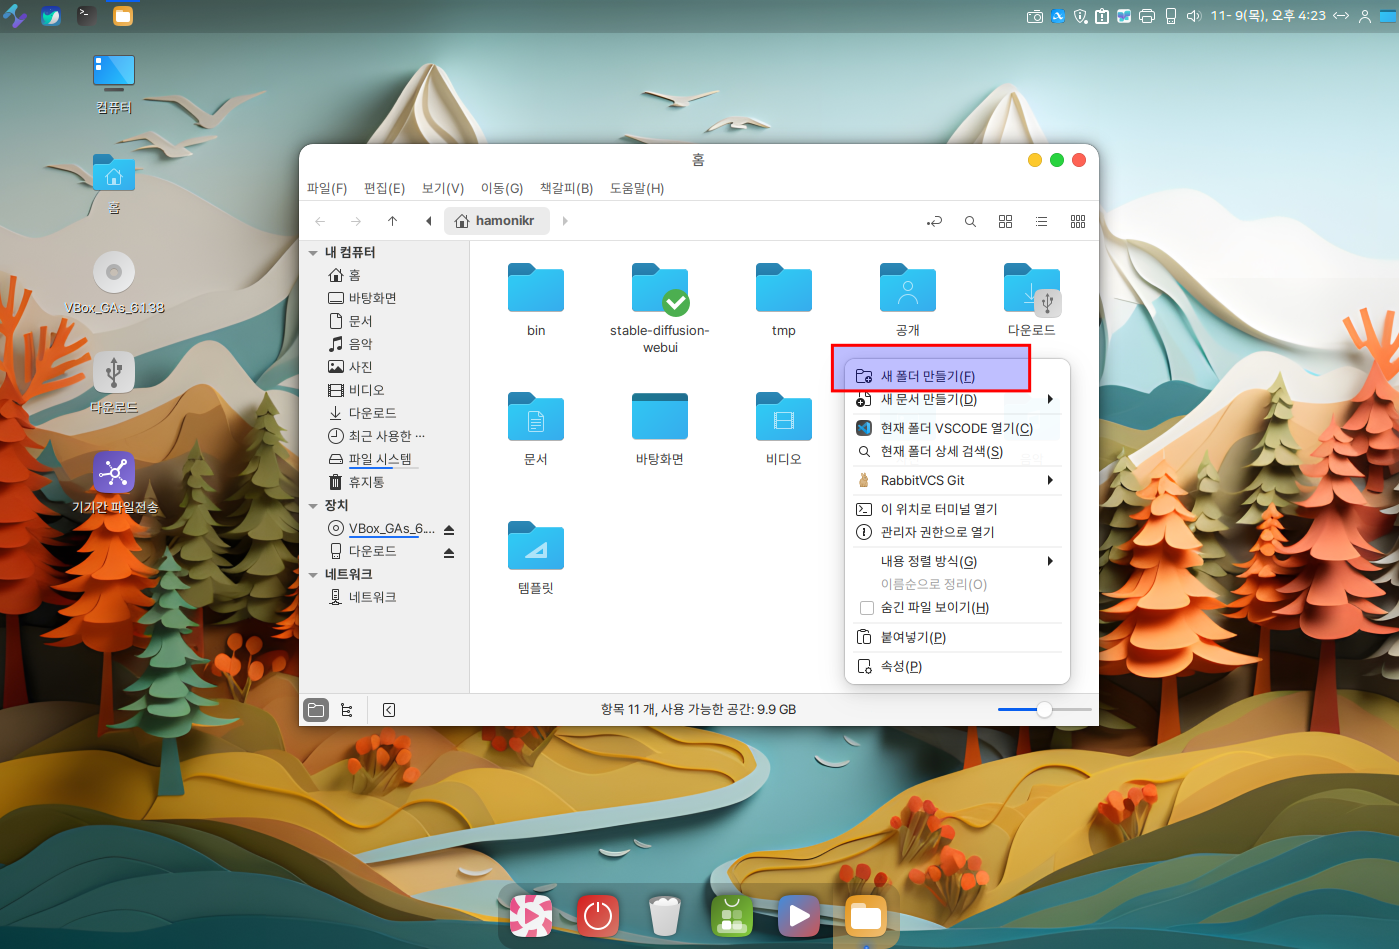 11- 9(목), 오후 4:23
컴퓨터
홈
VBox_GAs_6.1.38
다운로드
기기간 파일전송
홈
파일(F) 편집(E) 보기(V) 이동(G) 책갈피(B) 도움말(H)
hamonikr
내 컴퓨터
홈
바탕화면
문서
음악
사진
비디오
다운로드
최근 사용한 ...
파일 시스템
휴지통
장치
VBox_GAs_6....
다운로드
네트워크
네트워크
bin
stable-diffusion-
webui
tmp
공개
다운로드
문서
바탕화면
비디오
템플릿
새 폴더 만들기(F)
새 문서 만들기(D)
현재 폴더 VSCODE 열기(C)
현재 폴더 상세 검색(S)
RabbitVCS Git
이 위치로 터미널 열기
관리자 권한으로 열기
내용 정렬 방식(G)
이름순으로 정리(O)
숨긴 파일 보이기(H)
붙여넣기(P)
속성(P)
항목 11 개, 사용 가능한 공간: 9.9 GB